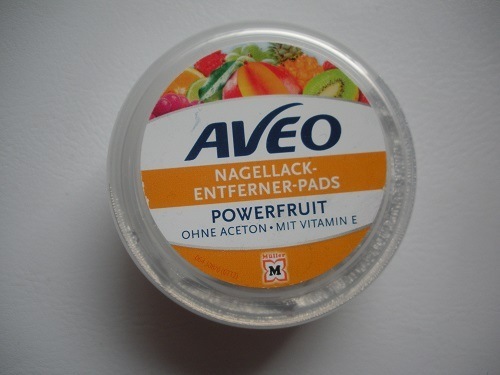 AVEO
NAGELLACK-
ENTFERNER-PADS
POWERFRUIT
OHNE ACETON • MIT VITAMIN E
Müller
M